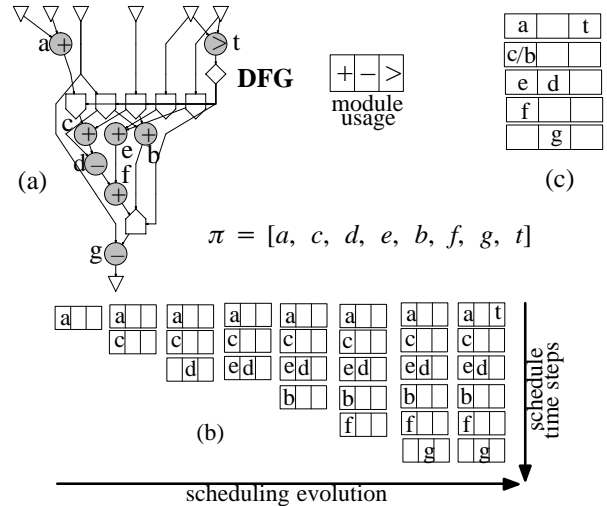 a + > t
DFG
+ − >
module
usage
c + + +
e b
d −
f
+
g −
(a)
π = [a, c, d, e, b, f, g, t]
a t
c/b
e d
f
g
(c)
a a a a a a a a t
c c c c c c c
d e d e d e d e d e d
b b b b
f f f
g g
(b)
schedule
time steps
scheduling evolution